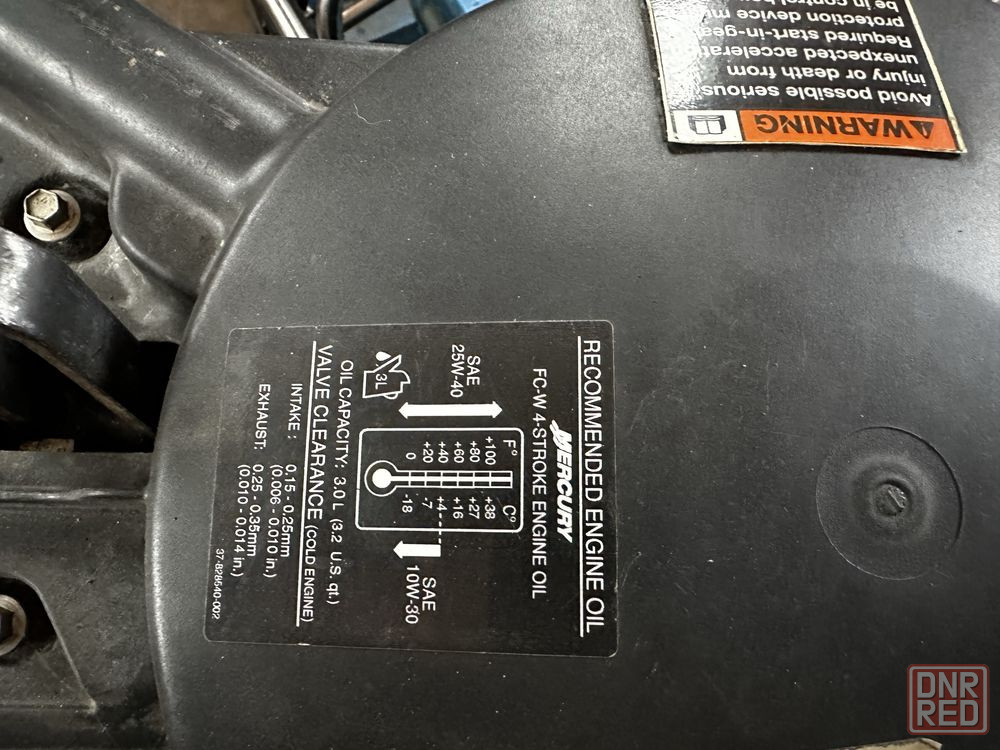 RECOMMENDED ENGINE OIL
MERCURY
FC-W 4-STROKE ENGINE OIL
SAE
25W-40
F° C°
+100 +38
+80 +27
+60 +16
+40 +4
+20 -7
0 -18
SAE
10W-30
3L
OIL CAPACITY: 3.0 L (3.2 U.S. qt.)
VALVE CLEARANCE (COLD ENGINE)
INTAKE : 0.15 - 0.25mm
(0.006 - 0.010 in.)
EXHAUST: 0.25 - 0.35mm
(0.010 - 0.014 in.)
37-828640-002
WARNING
Avoid possible serious
injury or death from
unexpected
Required
protection device
be in control
DNR
RED